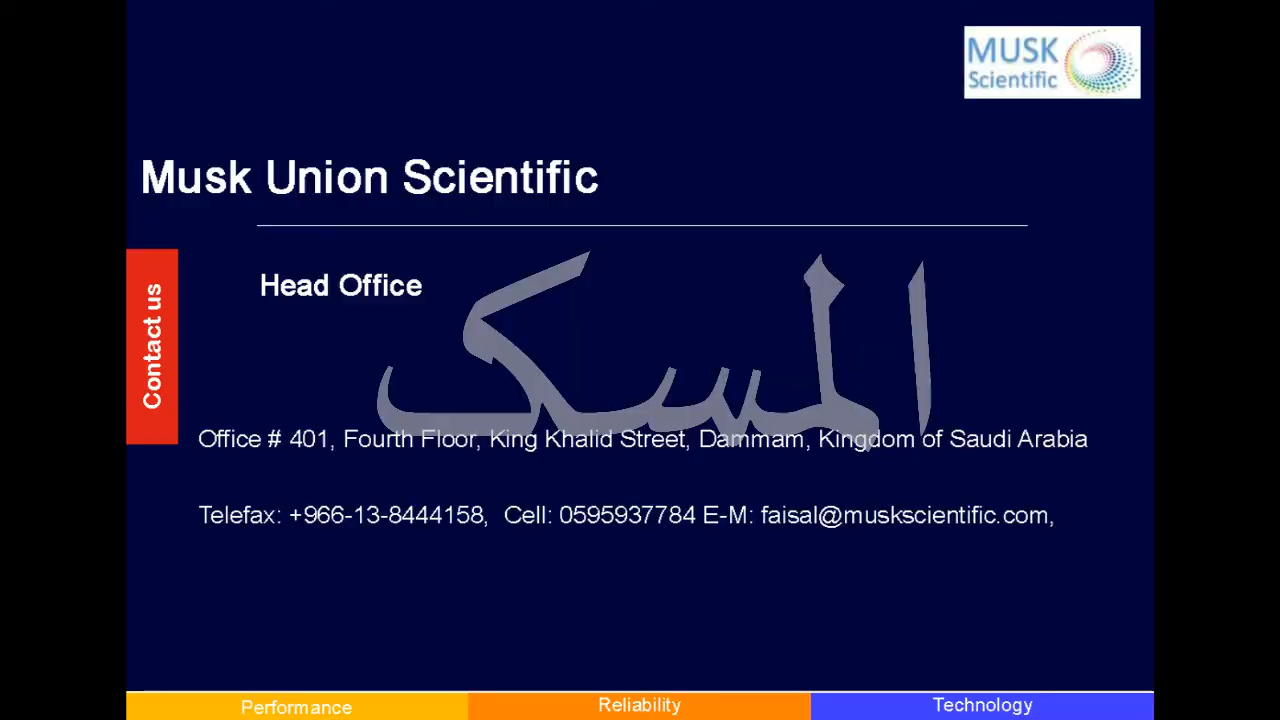 MUSK
Scientific
Musk Union Scientific
Contact us
Head Office
المسک
Office # 401, Fourth Floor, King Khalid Street, Dammam, Kingdom of Saudi Arabia
Telefax: +966-13-8444158, Cell: 0595937784 E-M: faisal@muskscientific.com,
Performance
Reliability
Technology